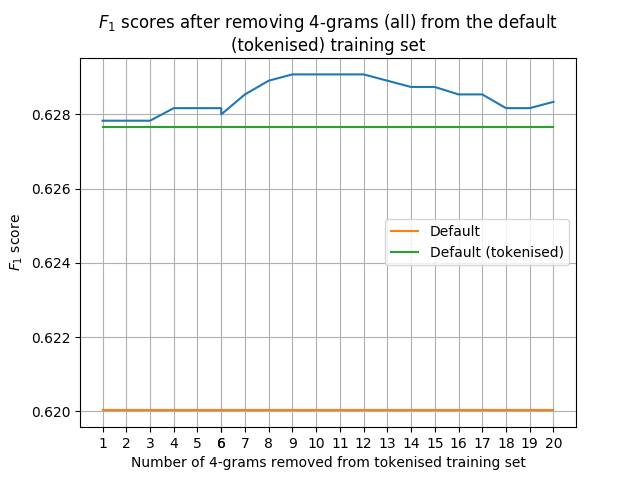 F₁ scores after removing 4-grams (all) from the default
(tokenised) training set
0.628
0.626
0.624
0.622
0.620
F₁ score
Default
Default (tokenised)
1 2 3 4 5 6 7 8 9 10 11 12 13 14 15 16 17 18 19 20
Number of 4-grams removed from tokenised training set